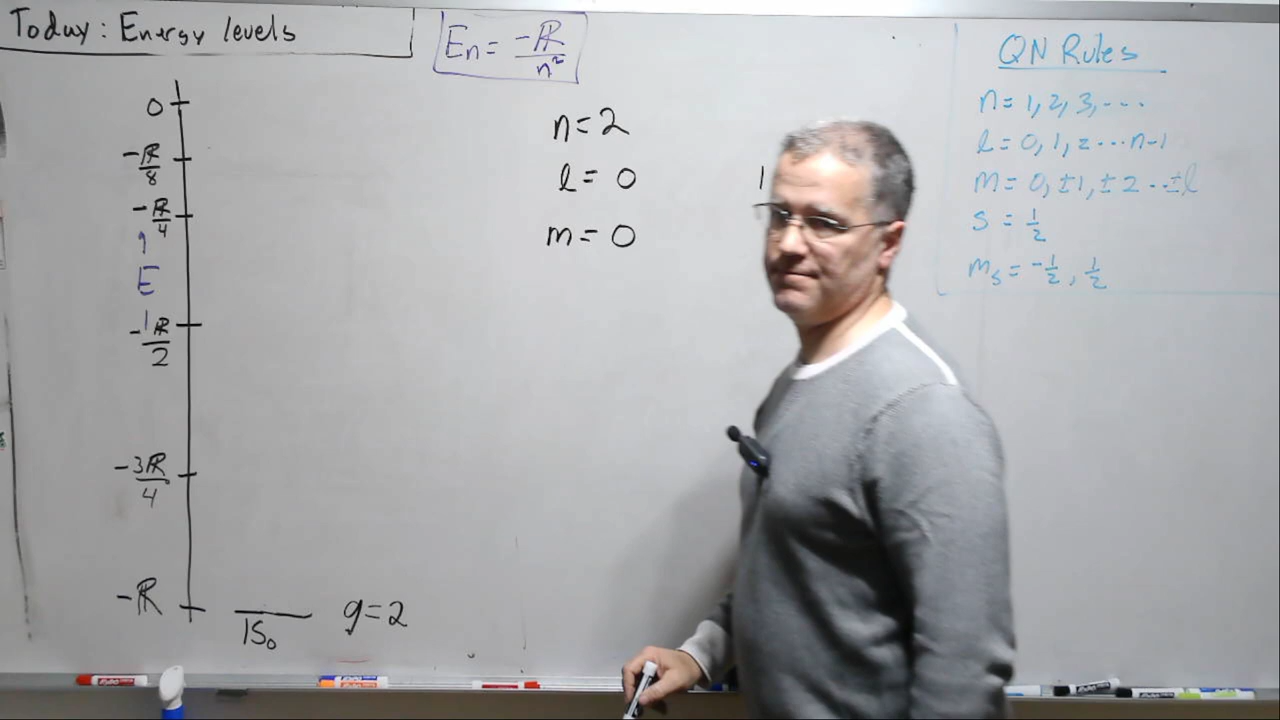 Today: Energy levels
Eₙ = -ℝ/n²
0
-ℝ/8
-ℝ/4
E
-ℝ/2
-3ℝ/4
-ℝ
1S₀ g=2
n=2
l = 0 1
m = 0
QN Rules
n = 1, 2, 3, ....
l = 0, 1, 2 ... n-1
m = 0, ±1, ±2 ... ±l
s = 1/2
mₛ = -1/2, 1/2